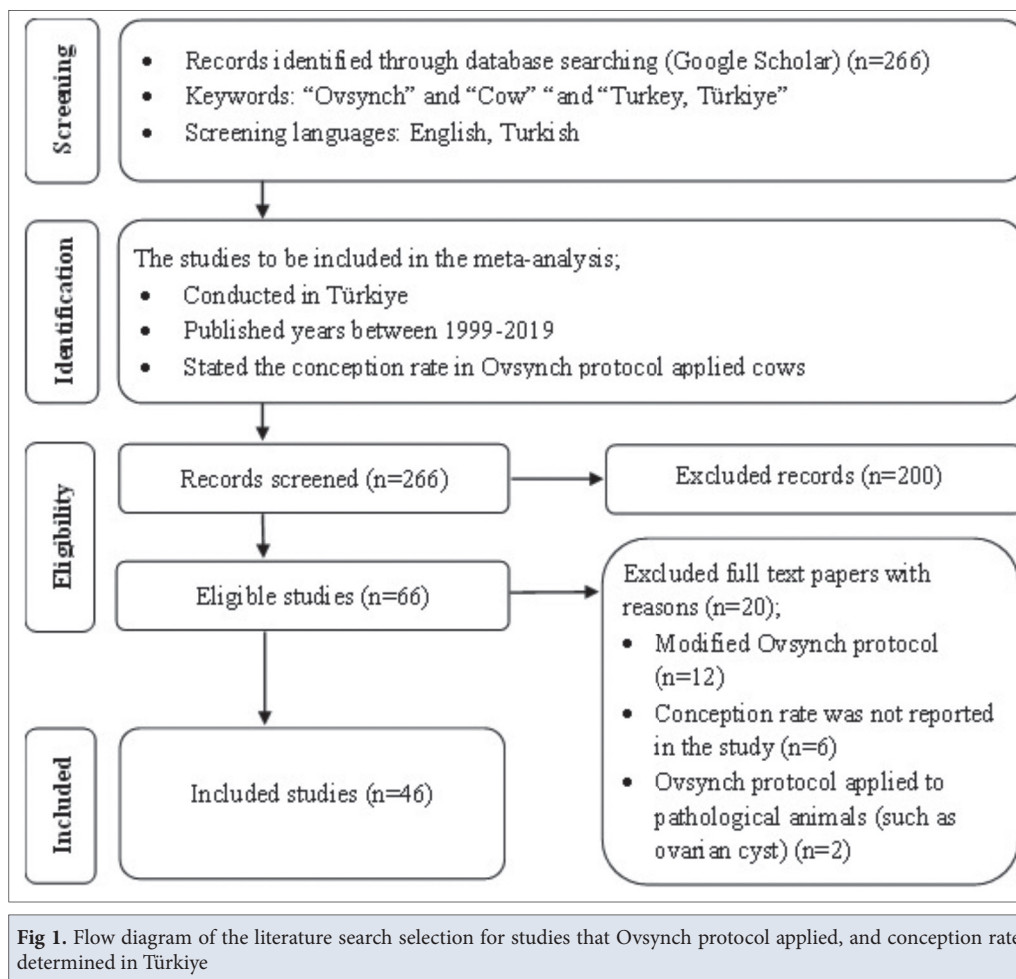 Screening
• Records identified through database searching (Google Scholar) (n=266)
• Keywords: “Ovsynch” and “Cow” “and “Turkey, Türkiye”
• Screening languages: English, Turkish
Identification
The studies to be included in the meta-analysis;
• Conducted in Türkiye
• Published years between 1999-2019
• Stated the conception rate in Ovsynch protocol applied cows
Eligibility
Records screened (n=266)
Excluded records (n=200)
Eligible studies (n=66)
Excluded full text papers with
reasons (n=20);
• Modified Ovsynch protocol
(n=12)
• Conception rate was not reported
in the study (n=6)
• Ovsynch protocol applied to
pathological animals (such as
ovarian cyst) (n=2)
Included
Included studies (n=46)
Fig 1. Flow diagram of the literature search selection for studies that Ovsynch protocol applied, and conception rate
determined in Türkiye